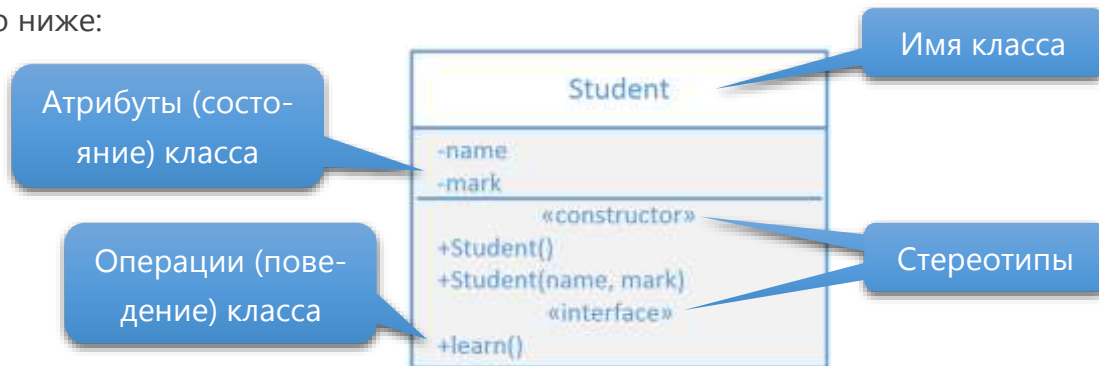 ниже:
Имя класса
Student
Атрибуты (состо-
яние) класса
-name
-mark
«constructor»
+Student()
+Student(name, mark)
Стереотипы
Операции (пове-
дение) класса
«interface»
+learn()